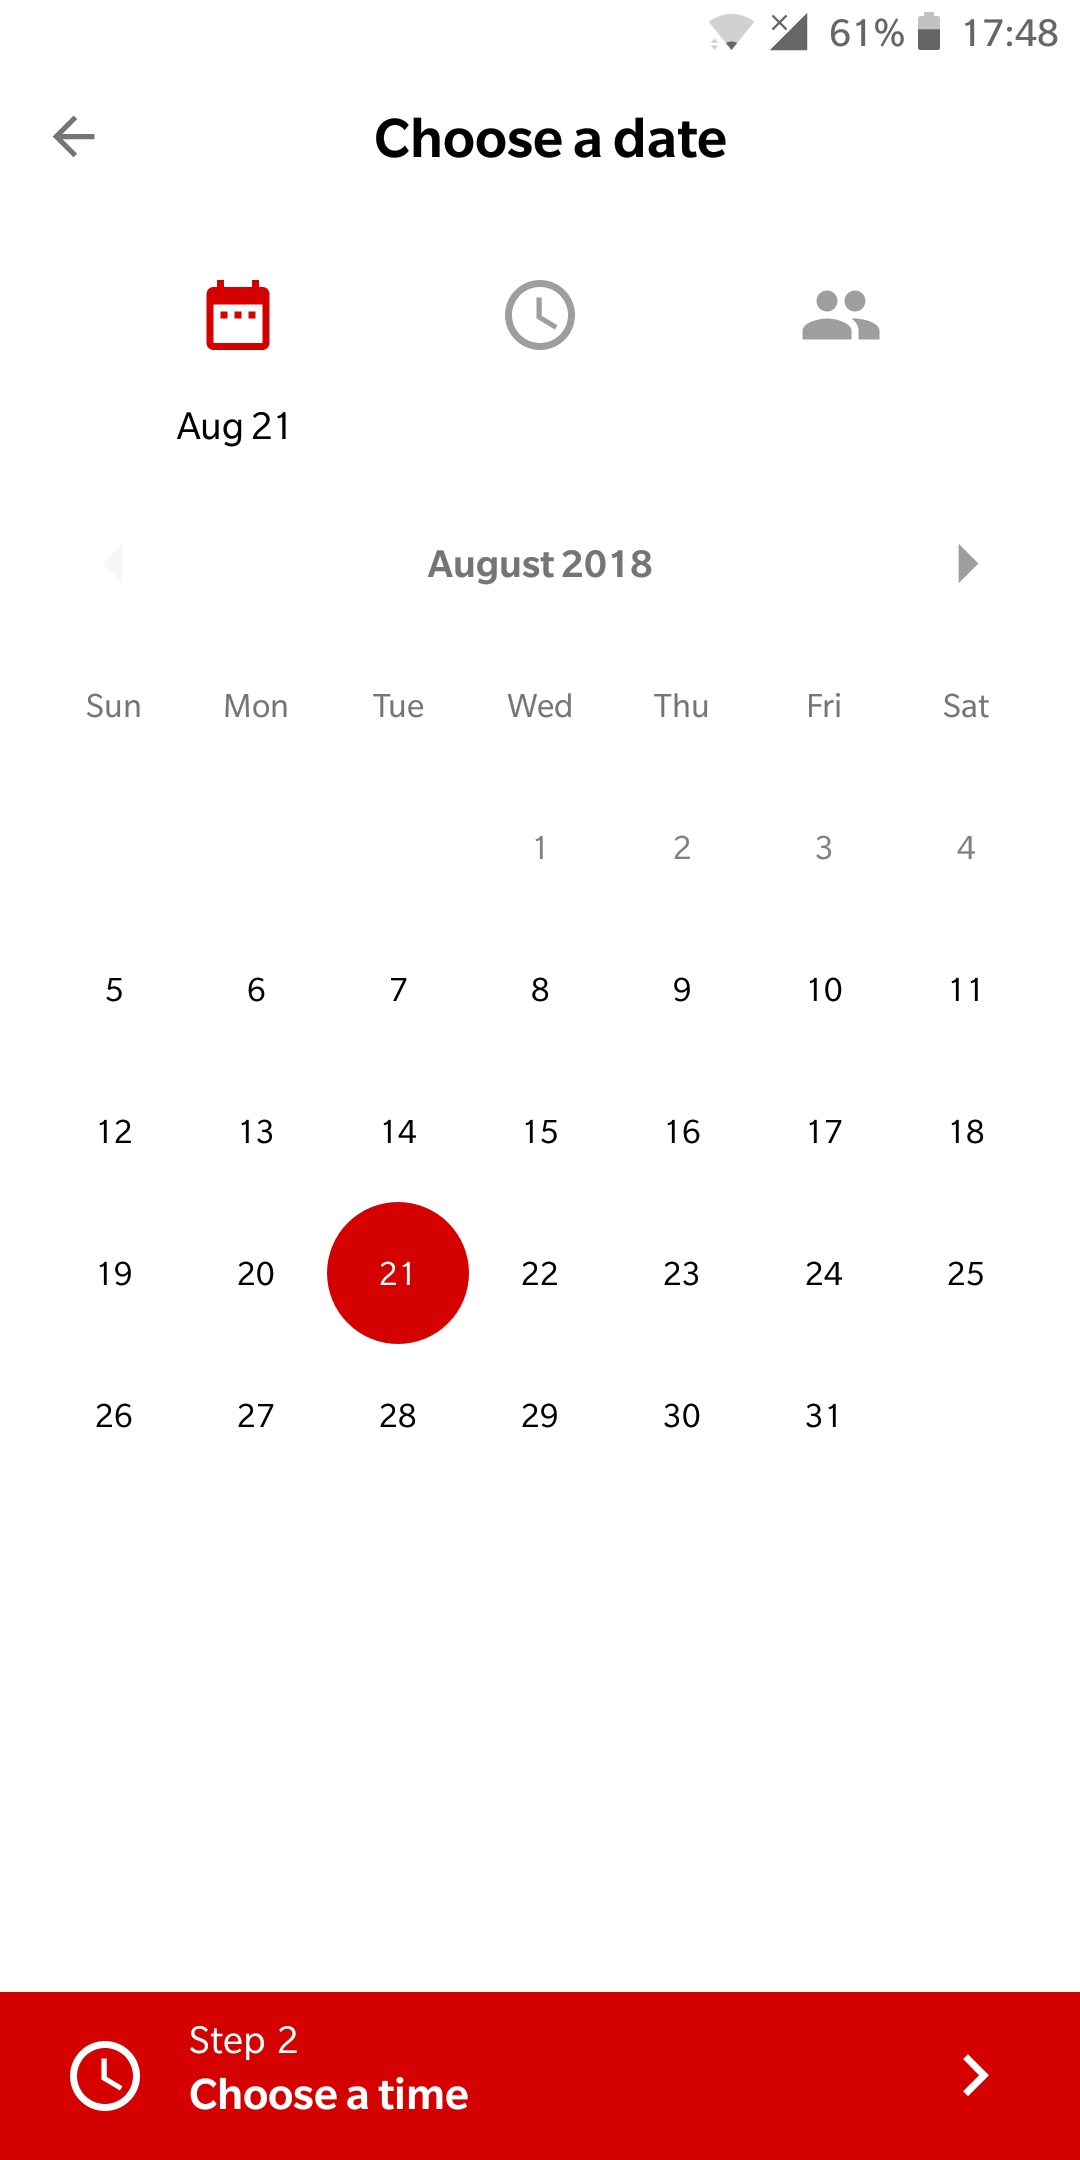 61% 17:48
Choose a date
Aug 21
August 2018
Sun Mon Tue Wed Thu Fri Sat
1 2 3 4
5 6 7 8 9 10 11
12 13 14 15 16 17 18
19 20 21 22 23 24 25
26 27 28 29 30 31
Step 2
Choose a time